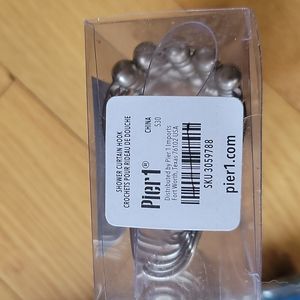 SHOWER CURTAIN HOOK
CROCHETS POUR RIDEAU DE DOUCHE
CHINA
S30
Pier1®
Distributed by Pier 1 Imports
Fort Worth, Texas 76102 USA
SKU 3059788
pier1.com